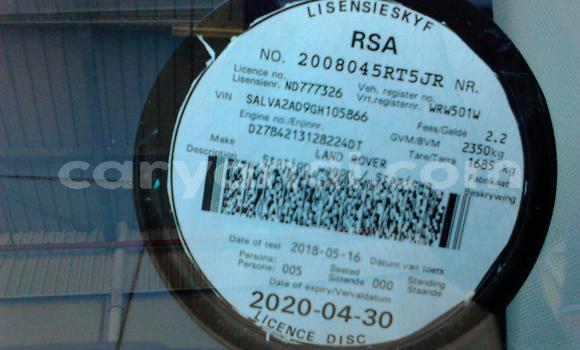 LISENSIESKYF
RSA
NO. 2008045RT5JR NR.
Licence no. Veh. register no.
Lisensienr. ND777326 Vrt.registernr. WRW501W
VIN SALVA2AD9GH105866 Fees/Gelde 2.2
Engine no./Enjinnr. GVM/BVM 2350kg
DZ784213128224DT Tare/Tarra 1685 kg
Make LAND ROVER Fabrikaat
Description Beskrywing
Date of test 2018-05-16 Datum van toets
Persons: Seated Standing
Persone: 005 Sittende 000 Staande
Date of expiry/Vervaldatum
2020-04-30
LICENCE DISC